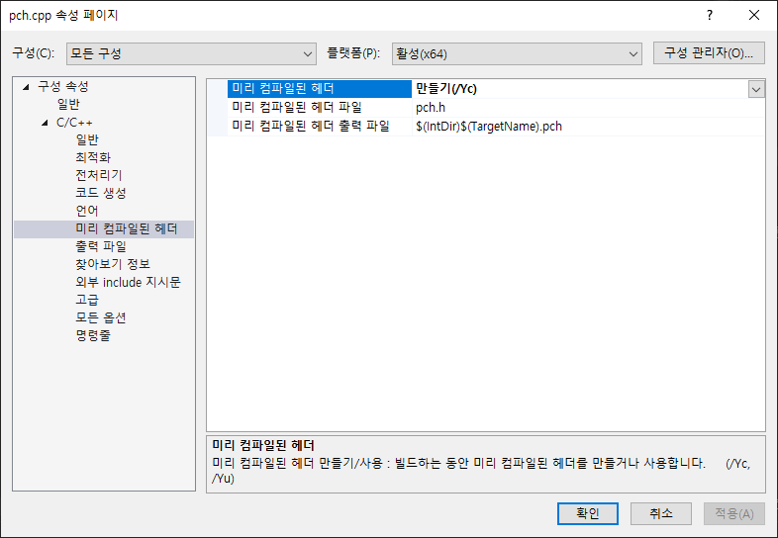 pch.cpp 속성 페이지
?
구성(C): 모든 구성 플랫폼(P): 활성(x64) 구성 관리자(O)...
구성 속성
일반
C/C++
일반
최적화
전처리기
코드 생성
언어
미리 컴파일된 헤더
출력 파일
찾아보기 정보
외부 include 지시문
고급
모든 옵션
명령줄
미리 컴파일된 헤더 만들기(/Yc)
미리 컴파일된 헤더 파일 pch.h
미리 컴파일된 헤더 출력 파일 $(IntDir)$(TargetName).pch
미리 컴파일된 헤더
미리 컴파일된 헤더 만들기/사용 : 빌드하는 동안 미리 컴파일된 헤더를 만들거나 사용합니다. (/Yc,
/Yu)
확인 취소 적용(A)